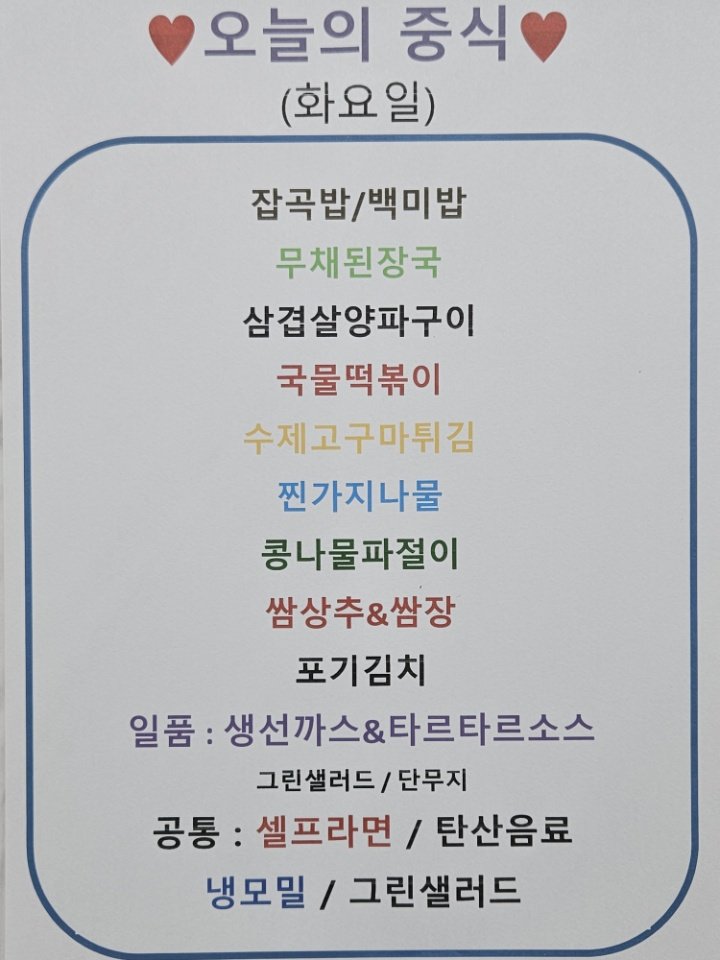 ♥오늘의 중식♥
(화요일)
잡곡밥/백미밥
무채된장국
삼겹살양파구이
국물떡볶이
수제고구마튀김
찐가지나물
콩나물파절이
쌈상추&쌈장
포기김치
일품 : 생선까스&타르타르소스
그린샐러드 / 단무지
공통 : 셀프라면 / 탄산음료
냉모밀 / 그린샐러드